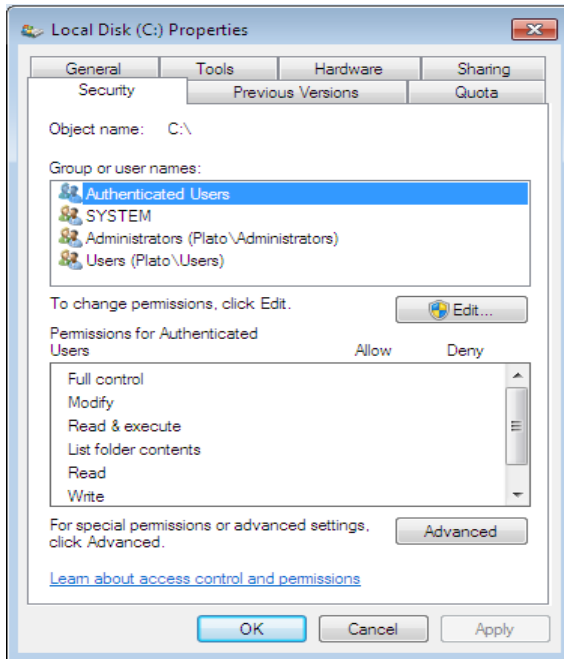 Local Disk (C:) Properties
General Tools Hardware Sharing
Security Previous Versions Quota
Object name: C:\
Group or user names:
Authenticated Users
SYSTEM
Administrators (Plato\Administrators)
Users (Plato\Users)
To change permissions, click Edit.
Edit...
Permissions for Authenticated
Users Allow Deny
Full control
Modify
Read & execute
List folder contents
Read
Write
For special permissions or advanced settings,
click Advanced.
Advanced
Learn about access control and permissions
OK Cancel Apply